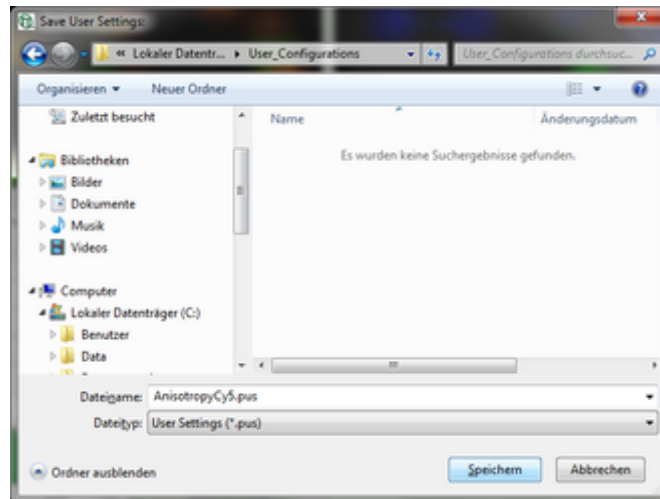 Save User Settings:
« Lokaler Datentr... ▸ User_Configurations
User_Configurations durchsuc...
Organisieren Neuer Ordner
Zuletzt besucht
Bibliotheken
Bilder
Dokumente
Musik
Videos
Computer
Lokaler Datenträger (C:)
Benutzer
Data
Name Änderungsdatum
Es wurden keine Suchergebnisse gefunden.
Dateiname: AnisotropyCy5.pus
Dateityp: User Settings (*.pus)
Ordner ausblenden Speichern Abbrechen